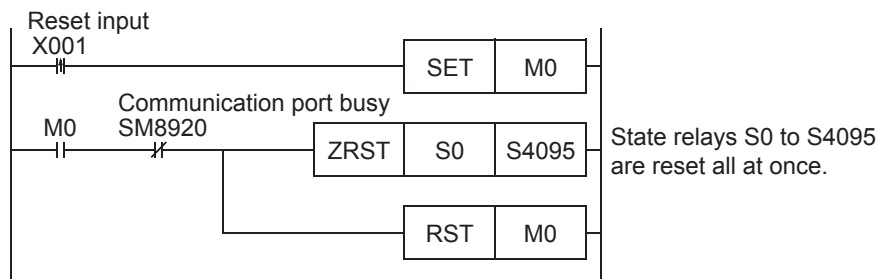 Reset input
X001
SET M0
Communication port busy
M0 SM8920
ZRST S0 S4095
State relays S0 to S4095
are reset all at once.
RST M0